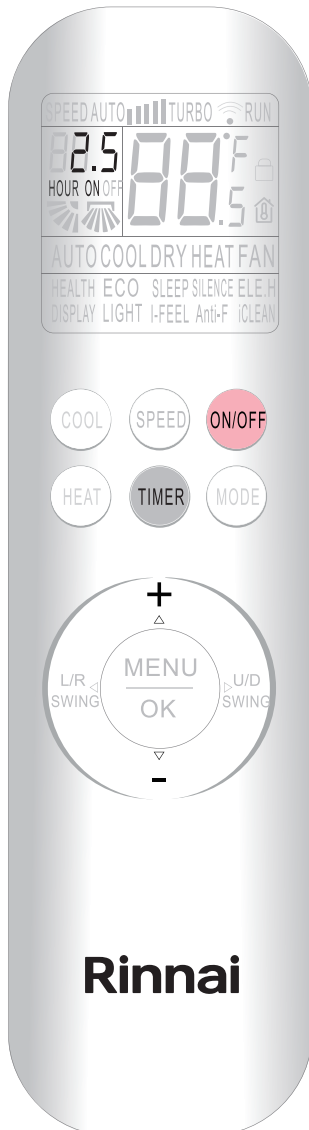 SPEED AUTO TURBO RUN
82.5 88°F
HOUR ON OFF
.5
AUTO COOL DRY HEAT FAN
HEALTH ECO SLEEP SILENCE ELE.H
DISPLAY LIGHT I-FEEL Anti-F iCLEAN
COOL SPEED ON/OFF
HEAT TIMER MODE
+
L/R SWING MENU U/D SWING
OK
-
Rinnai